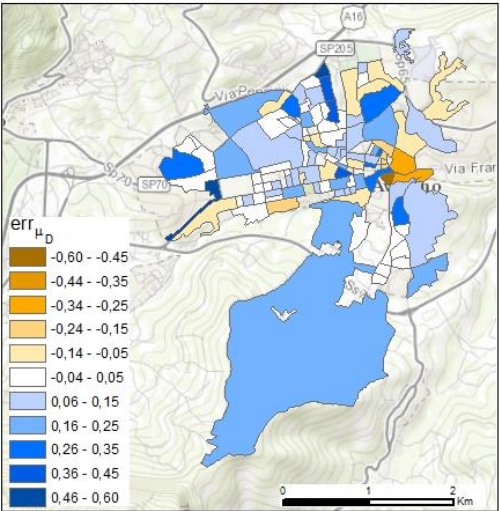 A16
SP205
Via Pe
SP70
SP70
Via Fran
err μD
-0,60 - -0,45
-0,44 - -0,35
-0,34 - -0,25
-0,24 - -0,15
-0,14 - -0,05
-0,04 - 0,05
0,06 - 0,15
0,16 - 0,25
0,26 - 0,35
0,36 - 0,45
0,46 - 0,60
0 1 2
Km